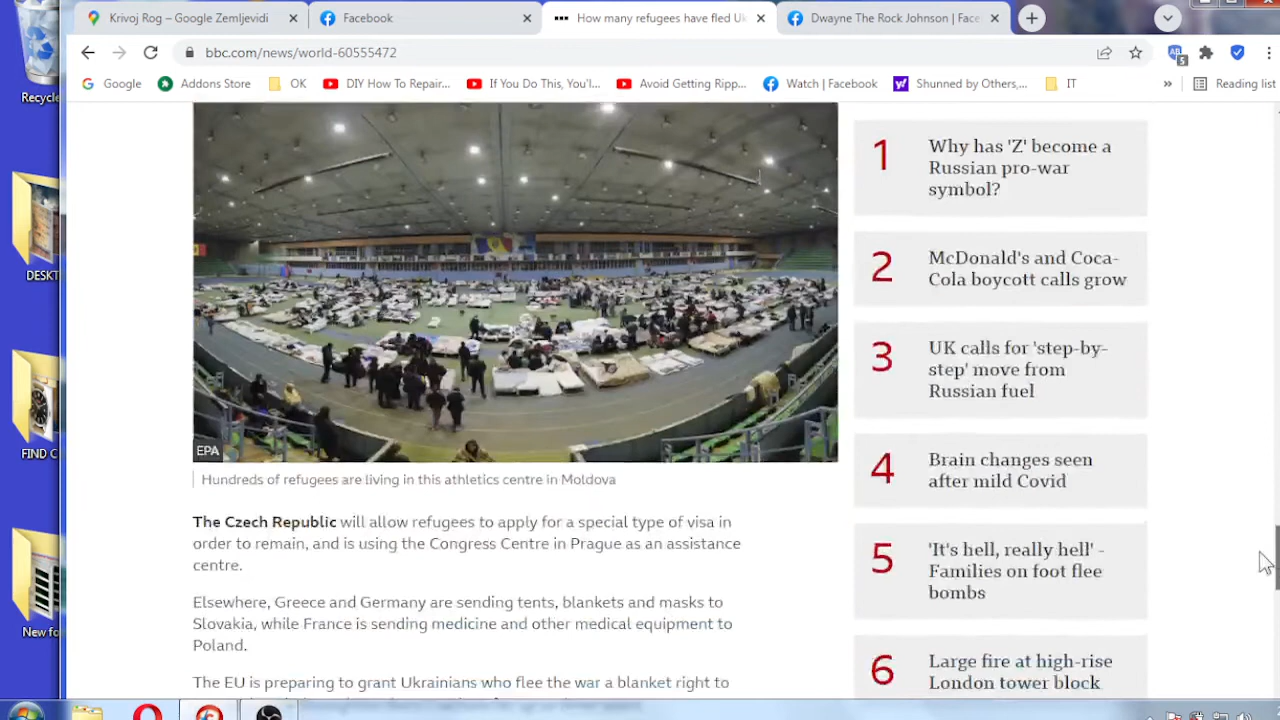 Krivoj Rog – Google Zemljevidi
Facebook
How many refugees have fled Uk
Dwayne The Rock Johnson | Face
bbc.com/news/world-60555472
5
Google
Addons Store
OK
DIY How To Repair...
If You Do This, You'l...
Avoid Getting Ripp...
Watch | Facebook
Shunned by Others,...
IT
»
Reading list
Recycle
DESKT
FIND C
New fo
EPA
Hundreds of refugees are living in this athletics centre in Moldova
The Czech Republic will allow refugees to apply for a special type of visa in
order to remain, and is using the Congress Centre in Prague as an assistance
centre.
Elsewhere, Greece and Germany are sending tents, blankets and masks to
Slovakia, while France is sending medicine and other medical equipment to
Poland.
The EU is preparing to grant Ukrainians who flee the war a blanket right to
1
Why has 'Z' become a
Russian pro-war
symbol?
2
McDonald's and Coca-
Cola boycott calls grow
3
UK calls for 'step-by-
step' move from
Russian fuel
4
Brain changes seen
after mild Covid
5
'It's hell, really hell' -
Families on foot flee
bombs
6
Large fire at high-rise
London tower block